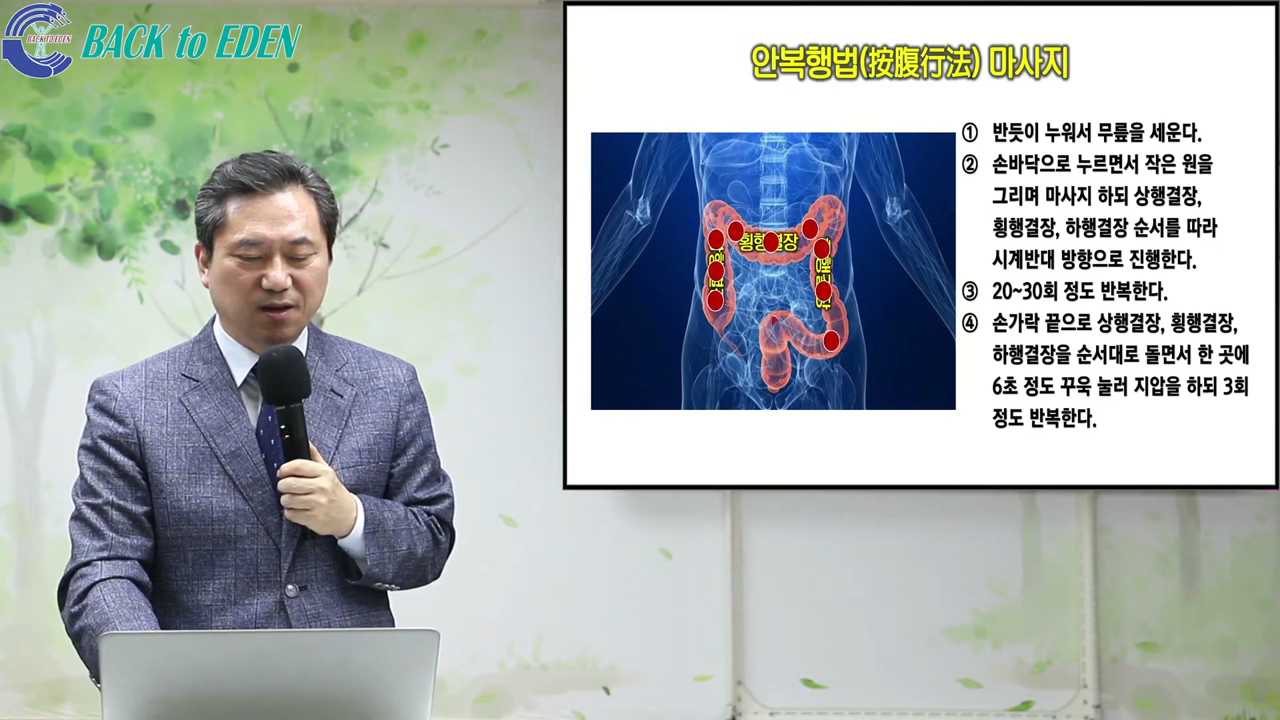 BACK TO EDEN
BACK to EDEN
안복행법(按腹行法) 마사지
① 반듯이 누워서 무릎을 세운다.
② 손바닥으로 누르면서 작은 원을
그리며 마사지 하되 상행결장,
횡행결장, 하행결장 순서를 따라
시계반대 방향으로 진행한다.
③ 20~30회 정도 반복한다.
④ 손가락 끝으로 상행결장, 횡행결장,
하행결장을 순서대로 돌면서 한 곳에
6초 정도 꾸욱 눌러 지압을 하되 3회
정도 반복한다.
횡행결장